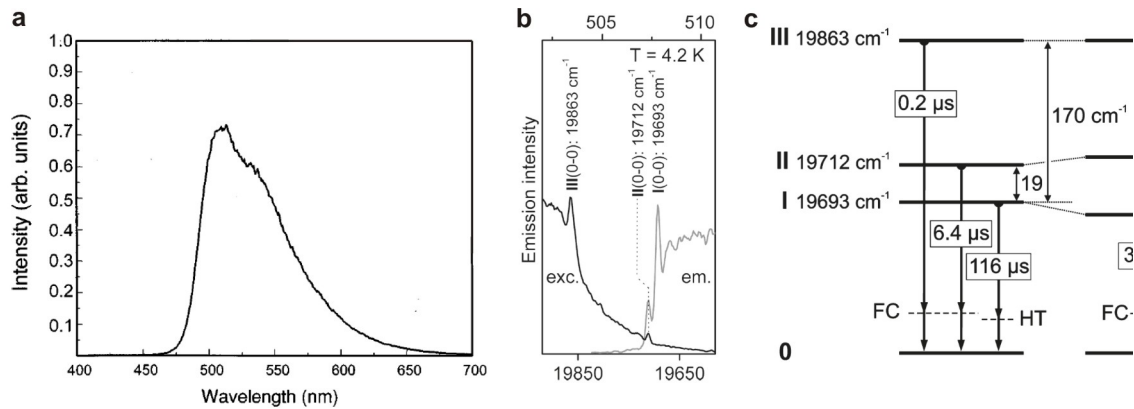 a
1.0
0.9
0.8
0.7
0.6
0.5
0.4
0.3
0.2
0.1
Intensity (arb. units)
400 450 500 550 600 650 700
Wavelength (nm)
b
505 510
T = 4.2 K
III(0-0): 19863 cm⁻¹
II(0-0): 19712 cm⁻¹
I(0-0): 19693 cm⁻¹
Emission intensity
exc. em.
19850 19650
c
III 19863 cm⁻¹
0.2 µs
170 cm⁻¹
II 19712 cm⁻¹
19
I 19693 cm⁻¹
6.4 µs
116 µs
3
FC HT FC
0